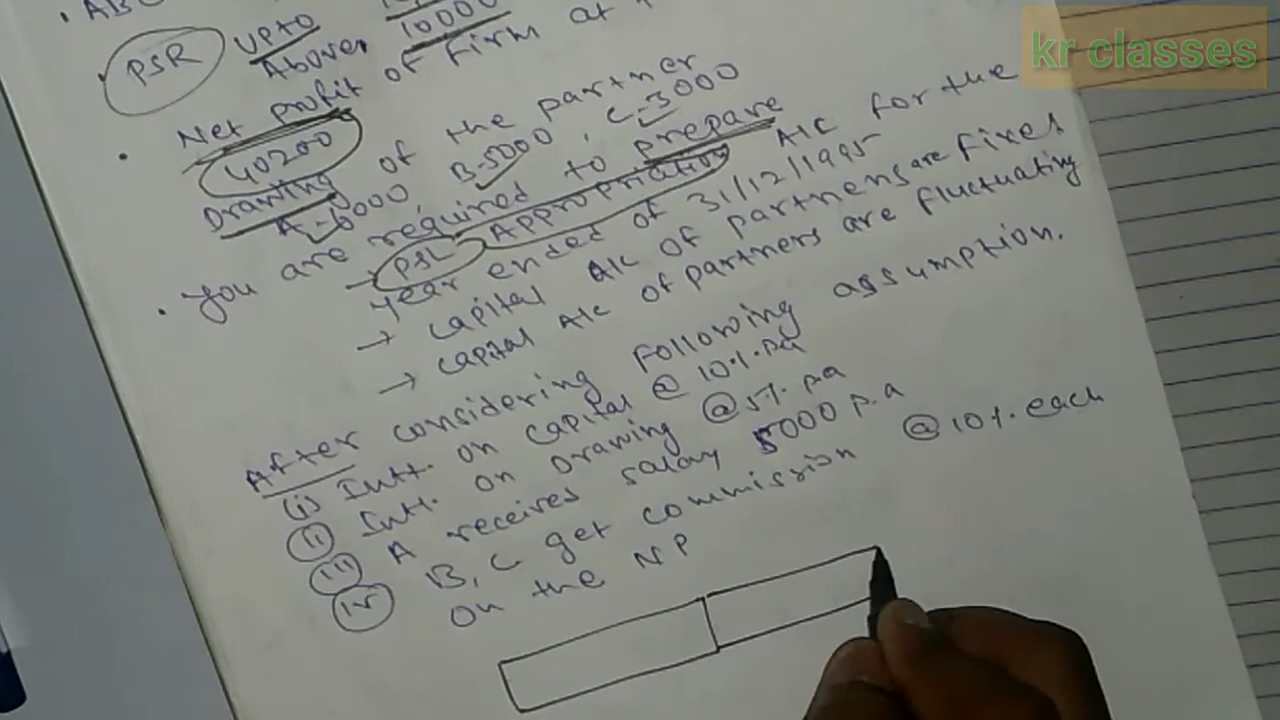 kr classes
PSR upto
Above 10000
Net profit of firm at
40200
Drawing of the partner
A-6000, B-5000, C-3000
You are required to prepare
→ P&L Appropriation A/C for the
year ended of 31/12/1995
→ Capital A/C of partners are fixed
→ Capital A/C of partners are fluctuating
After considering following assumption.
(i) Intt. on capital @ 10%.pa
(ii) Intt. on Drawing @5%. pa
(iii) A receives salary 5000 p.a
(iv) B, C get commission @10%. each
on the NP